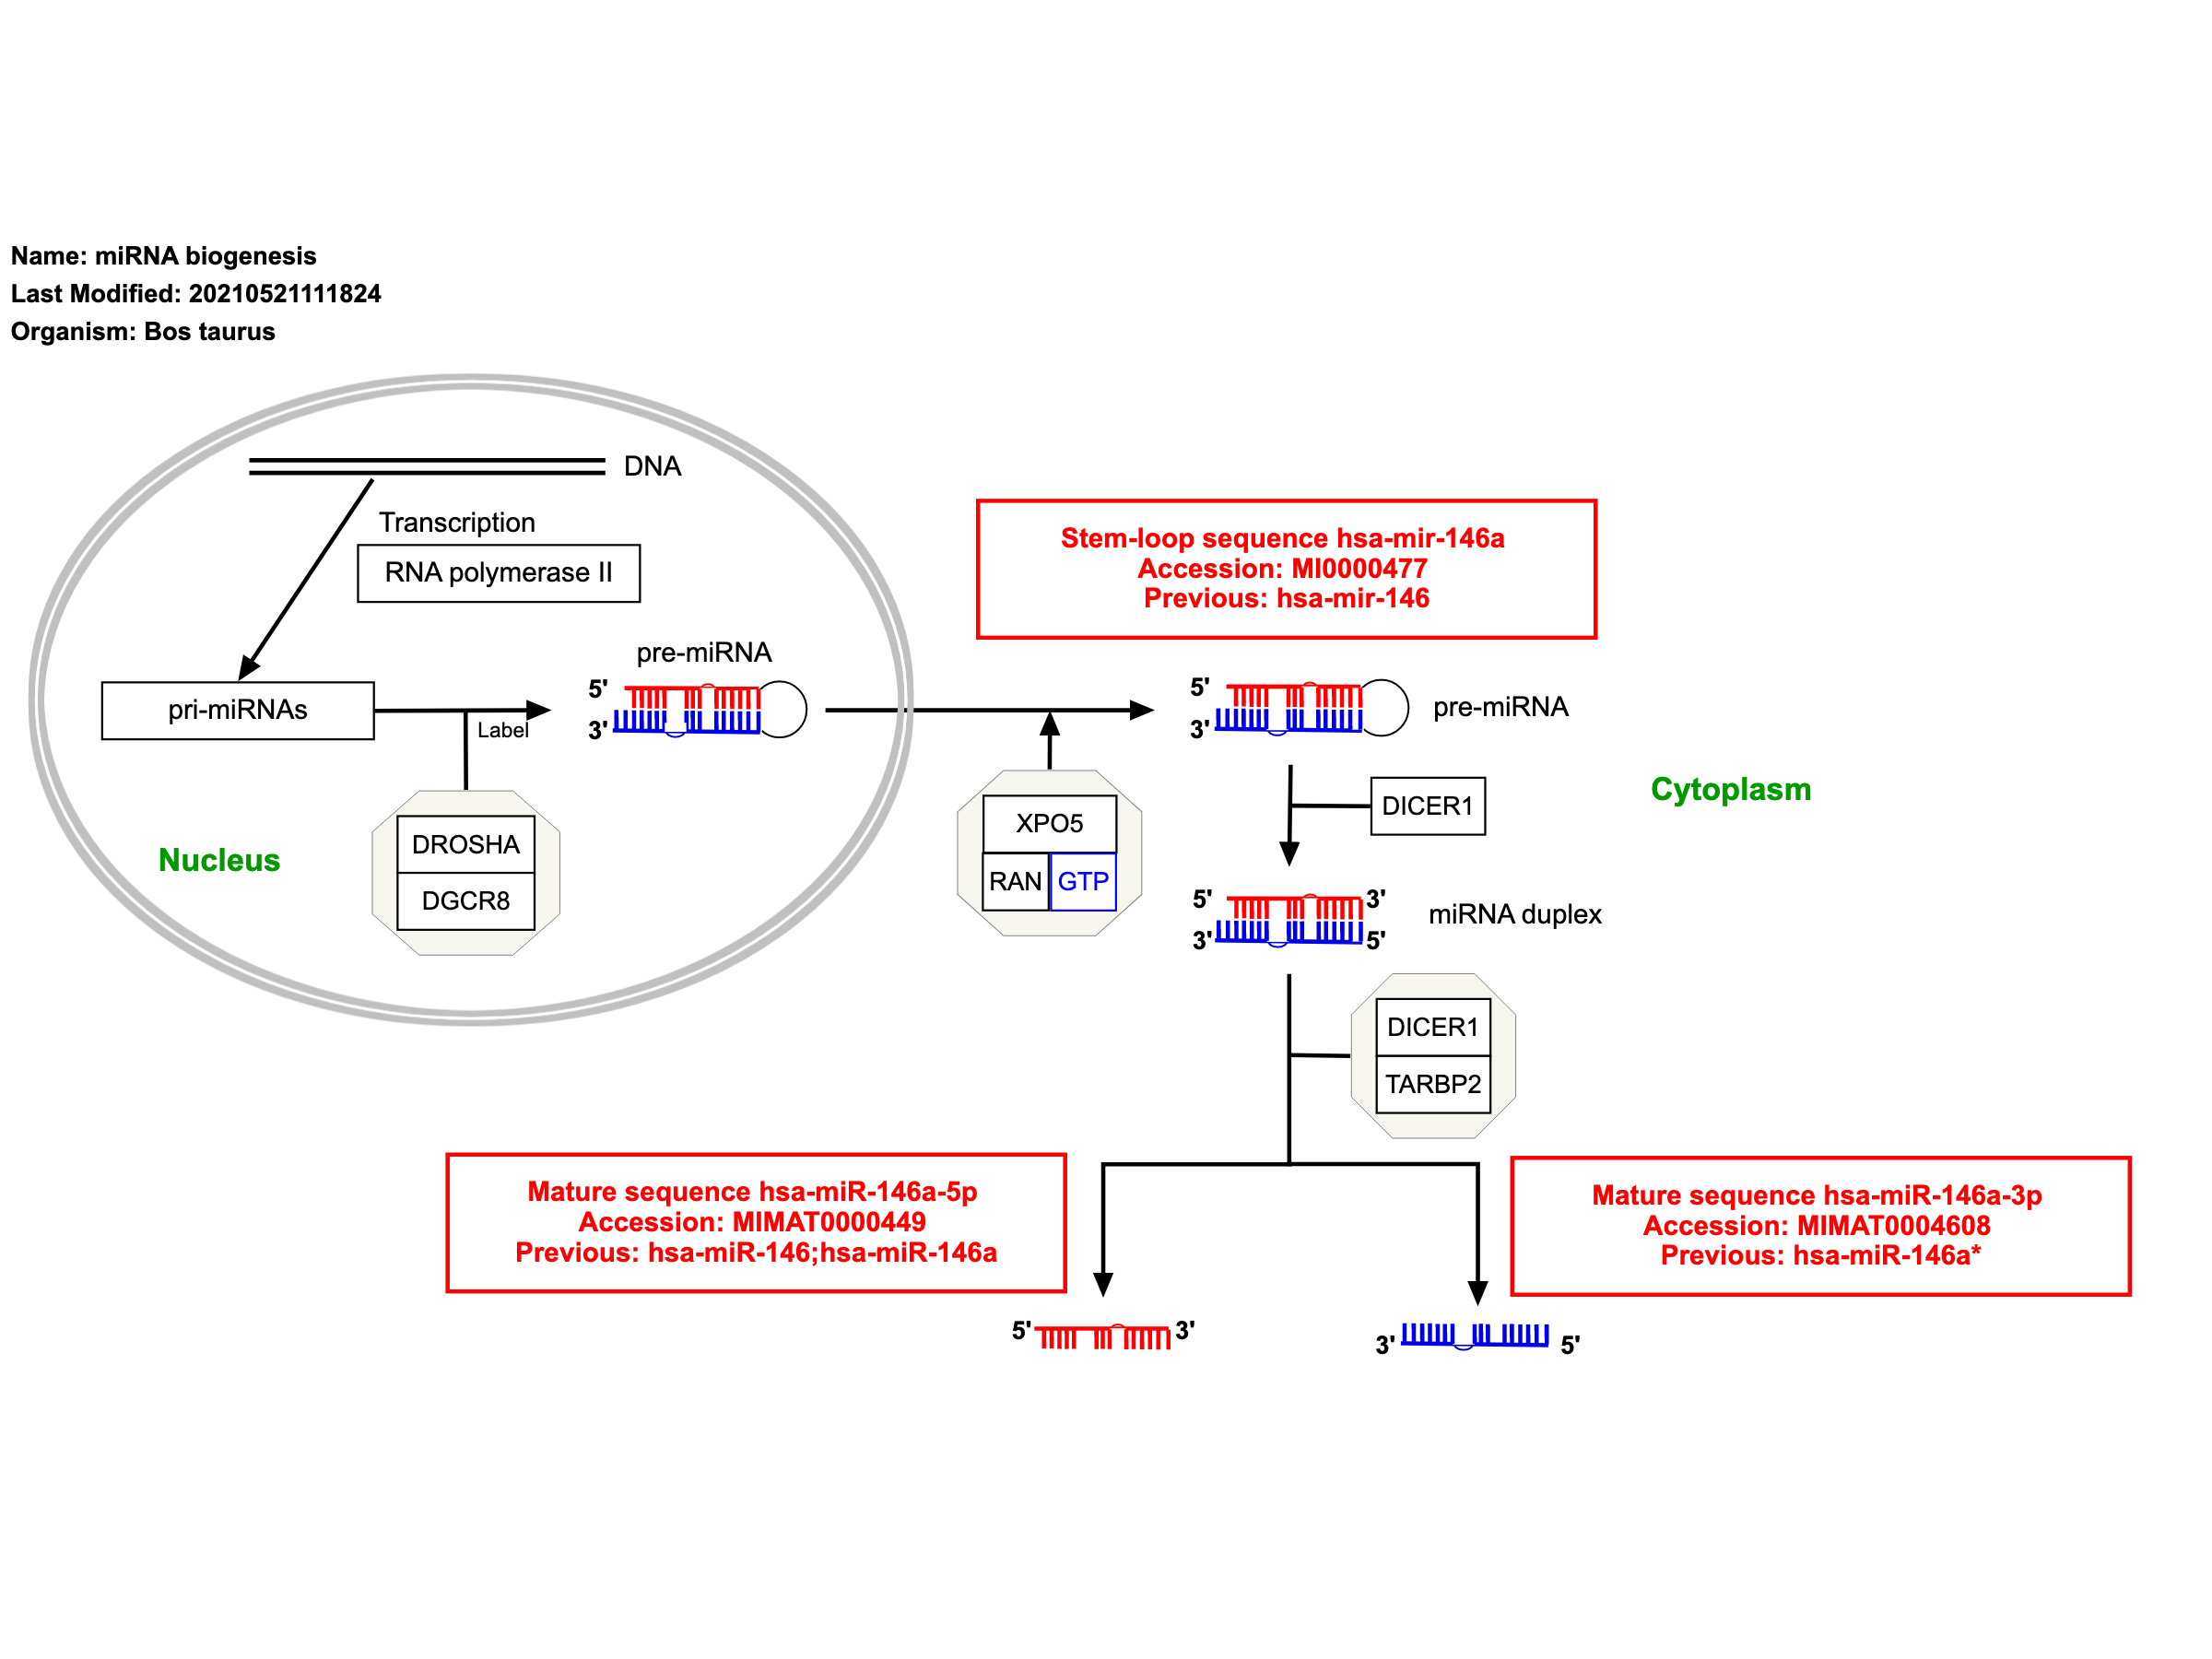 Name: miRNA biogenesis
Last Modified: 20210521111824
Organism: Bos taurus
DNA
Transcription
RNA polymerase II
pre-miRNA
5'
3'
pri-miRNAs
Label
DROSHA
DGCR8
Nucleus
Stem-loop sequence hsa-mir-146a
Accession: MI0000477
Previous: hsa-mir-146
5'
3'
pre-miRNA
XPO5
RAN GTP
DICER1
Cytoplasm
5' 3'
3' 5'
miRNA duplex
DICER1
TARBP2
Mature sequence hsa-miR-146a-5p
Accession: MIMAT0000449
Previous: hsa-miR-146;hsa-miR-146a
Mature sequence hsa-miR-146a-3p
Accession: MIMAT0004608
Previous: hsa-miR-146a*
5' 3'
3' 5'